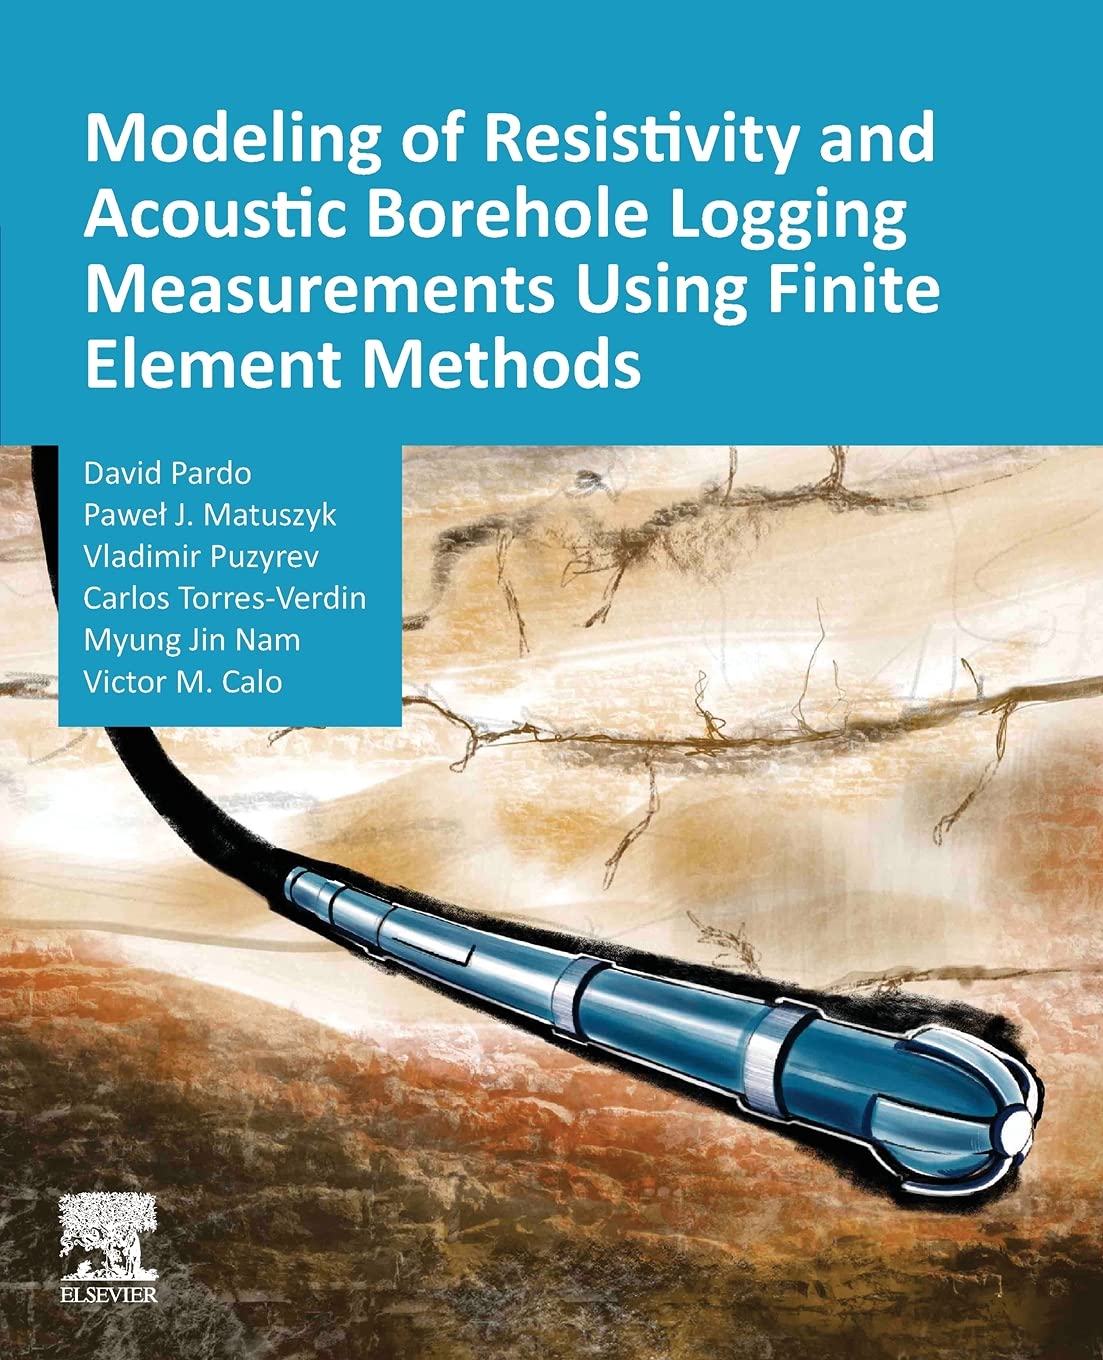 Modeling of Resistivity and
Acoustic Borehole Logging
Measurements Using Finite
Element Methods
David Pardo
Paweł J. Matuszyk
Vladimir Puzyrev
Carlos Torres-Verdin
Myung Jin Nam
Victor M. Calo
ELSEVIER